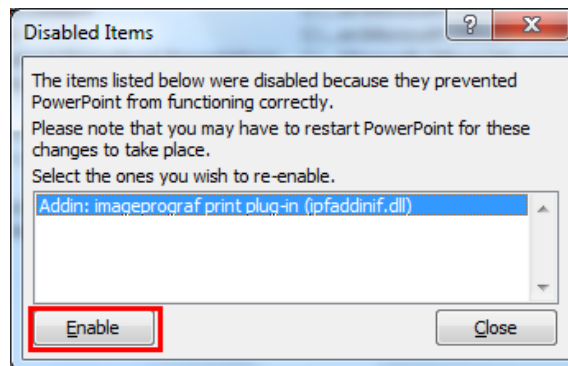 Disabled Items
The items listed below were disabled because they prevented
PowerPoint from functioning correctly.
Please note that you may have to restart PowerPoint for these
changes to take place.
Select the ones you wish to re-enable.
Addin: imageprograf print plug-in (ipfaddinif.dll)
Enable Close